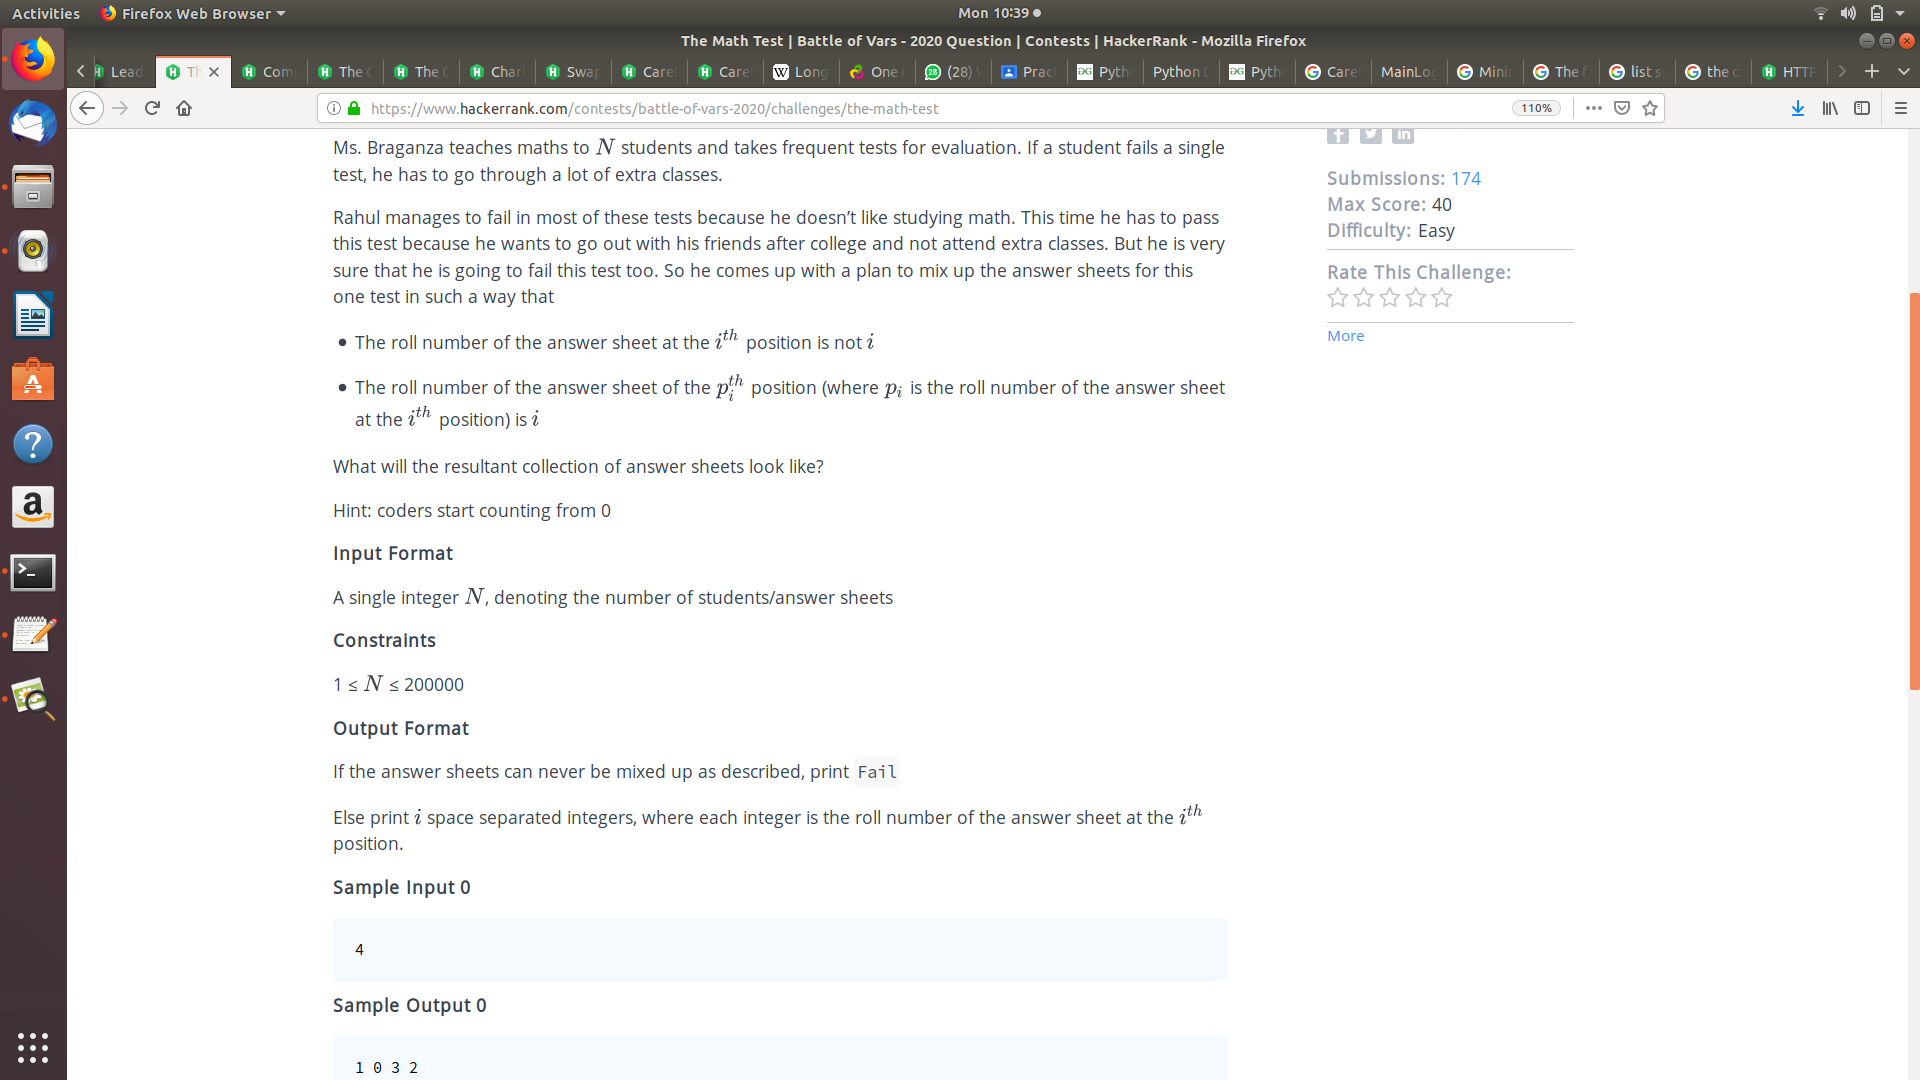 Activities Firefox Web Browser Mon 10:39
The Math Test | Battle of Vars - 2020 Question | Contests | HackerRank - Mozilla Firefox
Lead Th Com The C The C Char Swap Care Care Long One (28) Prac Pyth Python Pyth Care MainLog Mini The f list s the c HTTP
https://www.hackerrank.com/contests/battle-of-vars-2020/challenges/the-math-test 110%
Ms. Braganza teaches maths to N students and takes frequent tests for evaluation. If a student fails a single
test, he has to go through a lot of extra classes.
Submissions: 174
Max Score: 40
Difficulty: Easy
Rate This Challenge:
More
Rahul manages to fail in most of these tests because he doesn’t like studying math. This time he has to pass
this test because he wants to go out with his friends after college and not attend extra classes. But he is very
sure that he is going to fail this test too. So he comes up with a plan to mix up the answer sheets for this
one test in such a way that
• The roll number of the answer sheet at the i^th position is not i
• The roll number of the answer sheet of the p_i^th position (where p_i is the roll number of the answer sheet
at the i^th position) is i
What will the resultant collection of answer sheets look like?
Hint: coders start counting from 0
Input Format
A single integer N, denoting the number of students/answer sheets
Constraints
1 ≤ N ≤ 200000
Output Format
If the answer sheets can never be mixed up as described, print Fail
Else print i space separated integers, where each integer is the roll number of the answer sheet at the i^th
position.
Sample Input 0
4
Sample Output 0
1 0 3 2